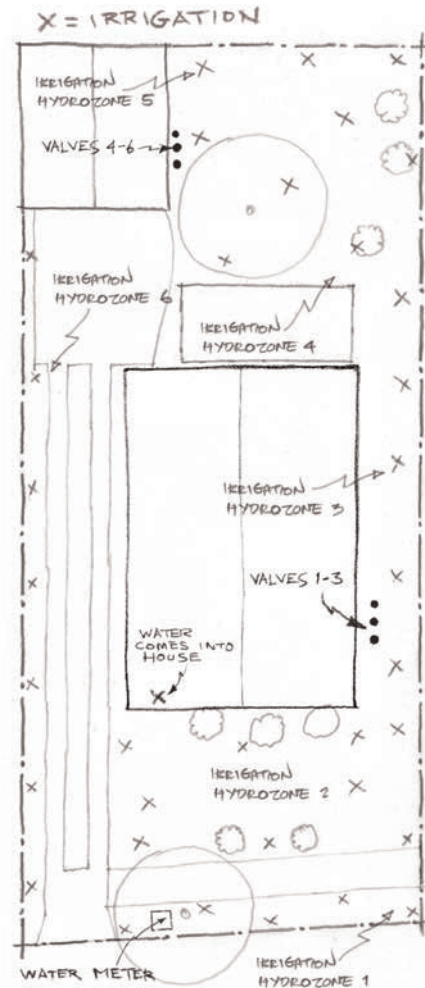 X = IRRIGATION
IRRIGATION
HYDROZONE 5
VALVES 4-6
IRRIGATION
HYDROZONE 6
IRRIGATION
HYDROZONE 4
IRRIGATION
HYDROZONE 3
VALVES 1-3
WATER
COMES INTO
HOUSE
IRRIGATION
HYDROZONE 2
WATER METER
IRRIGATION
HYDROZONE 1